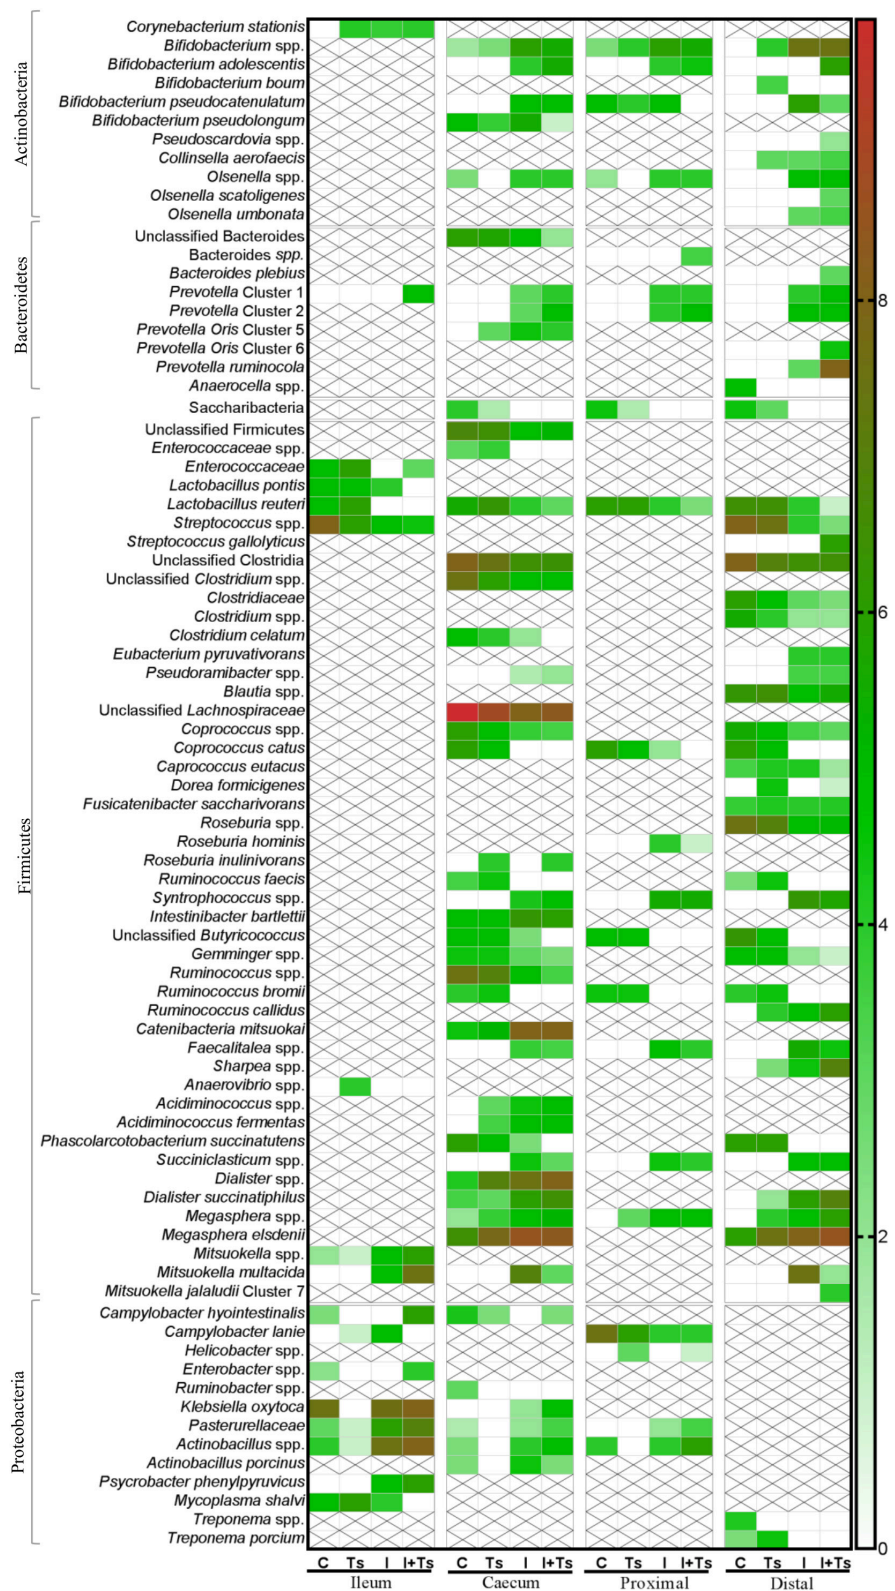 Actinobacteria
Corynebacterium stationis
Bifidobacterium spp.
Bifidobacterium adolescentis
Bifidobacterium boum
Bifidobacterium pseudocatenulatum
Bifidobacterium pseudolongum
Pseudoscardovia spp.
Collinsella aerofaecis
Olsenella spp.
Olsenella scatoligenes
Olsenella umbonata
Bacteroidetes
Unclassified Bacteroides
Bacteroides spp.
Bacteroides plebius
Prevotella Cluster 1
Prevotella Cluster 2
Prevotella Oris Cluster 5
Prevotella Oris Cluster 6
Prevotella ruminocola
Anaerocella spp.
Saccharibacteria
Firmicutes
Unclassified Firmicutes
Enterococcaceae spp.
Enterococcaceae
Lactobacillus pontis
Lactobacillus reuteri
Streptococcus spp.
Streptococcus gallolyticus
Unclassified Clostridia
Unclassified Clostridium spp.
Clostridiaceae
Clostridium spp.
Clostridium celatum
Eubacterium pyruvativorans
Pseudoramibacter spp.
Blautia spp.
Unclassified Lachnospiraceae
Coprococcus spp.
Coprococcus catus
Caprococcus eutacus
Dorea formicigenes
Fusicatenibacter saccharivorans
Roseburia spp.
Roseburia hominis
Roseburia inulinivorans
Ruminococcus faecis
Syntrophococcus spp.
Intestinibacter bartlettii
Unclassified Butyricococcus
Gemminger spp.
Ruminococcus spp.
Ruminococcus bromii
Ruminococcus callidus
Catenibacteria mitsuokai
Faecalitalea spp.
Sharpea spp.
Anaerovibrio spp.
Acidiminococcus spp.
Acidiminococcus fermentas
Phascolarcotobacterium succinatutens
Succiniclasticum spp.
Dialister spp.
Dialister succinatiphilus
Megasphera spp.
Megasphera elsdenii
Mitsuokella spp.
Mitsuokella multacida
Mitsuokella jalaludii Cluster 7
Proteobacteria
Campylobacter hyointestinalis
Campylobacter lanie
Helicobacter spp.
Enterobacter spp.
Ruminobacter spp.
Klebsiella oxytoca
Pasterurellaceae
Actinobacillus spp.
Actinobacillus porcinus
Psycrobacter phenylpyruvicus
Mycoplasma shalvi
Treponema spp.
Treponema porcium
C Ts I I+Ts C Ts I I+Ts C Ts I I+Ts C Ts I I+Ts
Ileum Caecum Proximal Distal
8
6
4
2
0